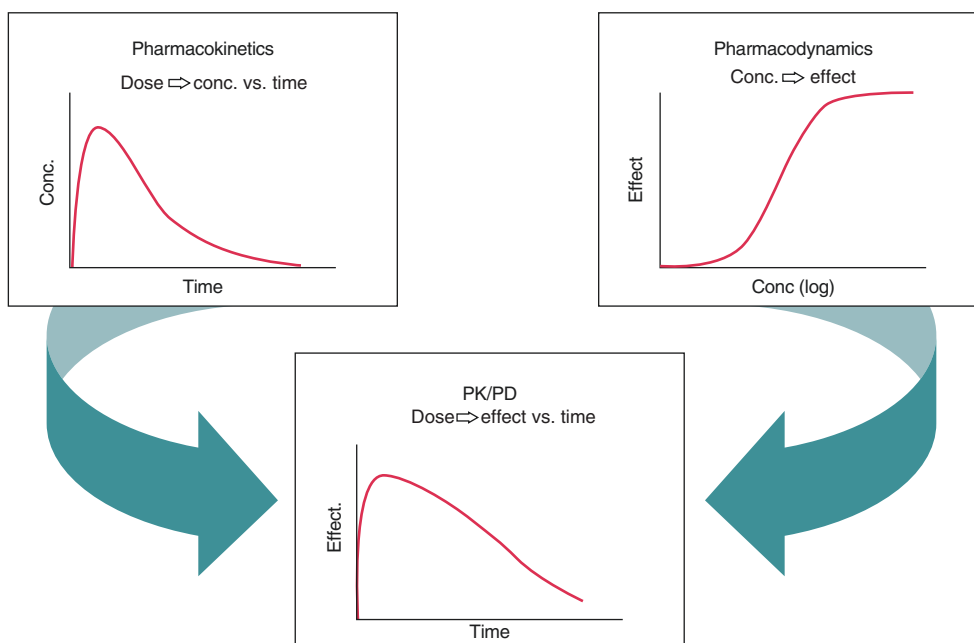 Pharmacokinetics
Dose ⇨ conc. vs. time
Conc.
Time
Pharmacodynamics
Conc. ⇨ effect
Effect
Conc (log)
PK/PD
Dose ⇨ effect vs. time
Effect.
Time